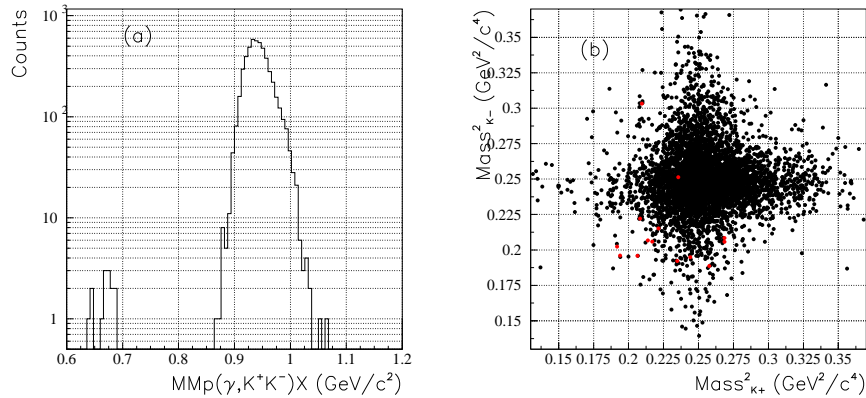 (a)
Counts
10³
10²
10
1
0.6 0.7 0.8 0.9 1 1.1 1.2
MMp(γ,K⁺K⁻)X (GeV/c²)
(b)
Mass²K- (GeV²/c⁴)
0.35
0.325
0.3
0.275
0.25
0.225
0.2
0.175
0.15
0.15 0.175 0.2 0.225 0.25 0.275 0.3 0.325 0.35
Mass²K+ (GeV²/c⁴)